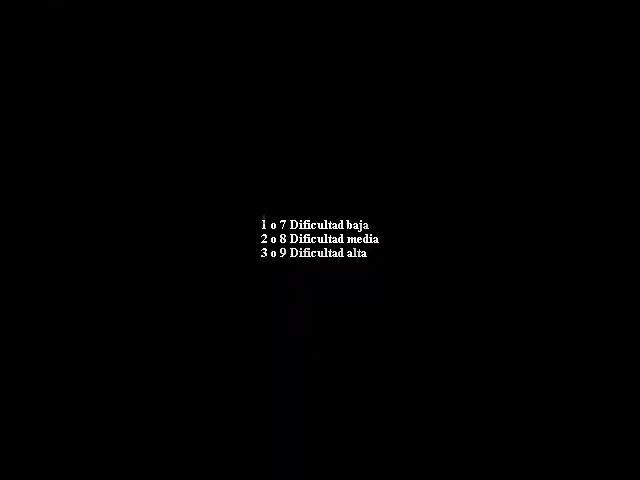 1 o 7 Dificultad baja
2 o 8 Dificultad media
3 o 9 Dificultad alta